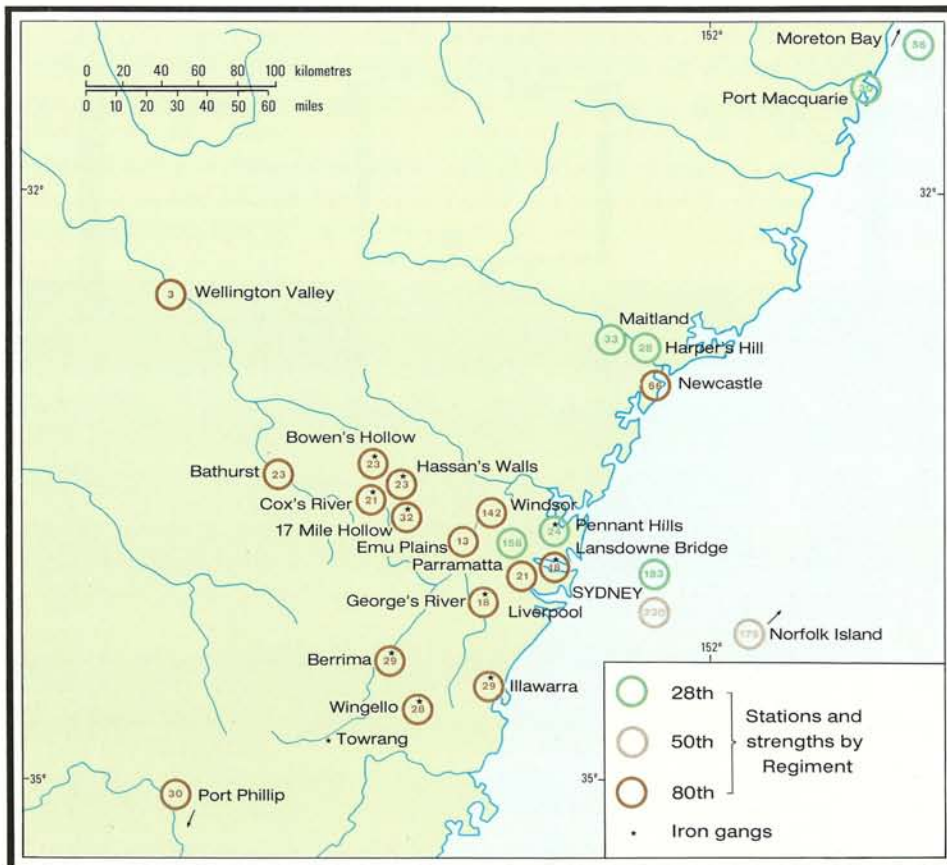 152°
Moreton Bay
56
0 20 40 60 80 100 kilometres
0 10 20 30 40 50 60 miles
Port Macquarie
32°
32°
3
Wellington Valley
Maitland
33
28
Harper's Hill
66
Newcastle
Bowen's Hollow
23
Bathurst
23
Hassan's Walls
23
Cox's River
21
17 Mile Hollow
32
Windsor
142
Emu Plains
13
158
Pennant Hills
24
Lansdowne Bridge
18
Parramatta
21
SYDNEY
183
George's River
18
Liverpool
Norfolk Island
152°
Berrima
29
29
Illawarra
Wingello
28
Towrang
35°
35°
30
Port Phillip
28th
50th
80th
Stations and
strengths by
Regiment
Iron gangs